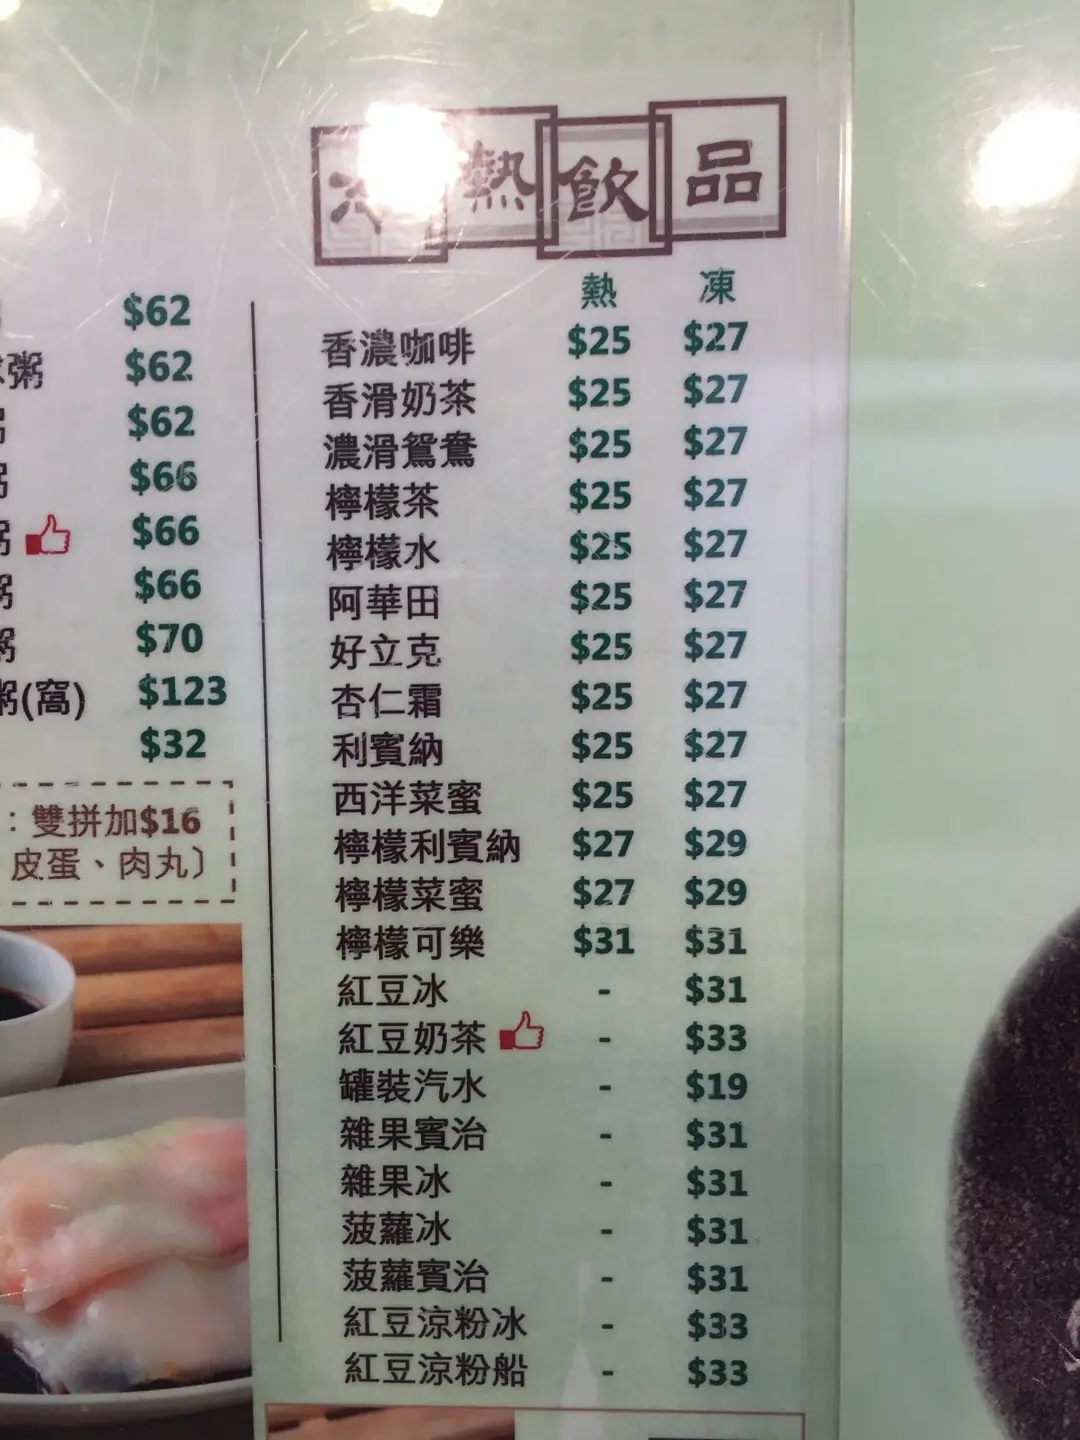 熱飲品
$62
粥 $62
$62
$66
$66
$66
粥 $70
粥(窩) $123
$32
：雙拼加$16
皮蛋、肉丸〕
熱 凍
香濃咖啡 $25 $27
香滑奶茶 $25 $27
濃滑鴛鴦 $25 $27
檸檬茶 $25 $27
檸檬水 $25 $27
阿華田 $25 $27
好立克 $25 $27
杏仁霜 $25 $27
利賓納 $25 $27
西洋菜蜜 $25 $27
檸檬利賓納 $27 $29
檸檬菜蜜 $27 $29
檸檬可樂 $31 $31
紅豆冰 - $31
紅豆奶茶 - $33
罐裝汽水 - $19
雜果賓治 - $31
雜果冰 - $31
菠蘿冰 - $31
菠蘿賓治 - $31
紅豆涼粉冰 - $33
紅豆涼粉船 - $33